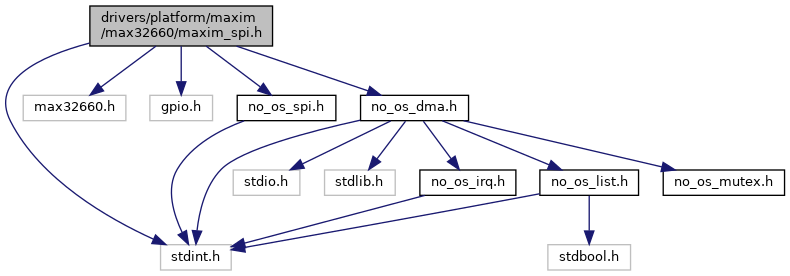 drivers/platform/maxim
/max32660/maxim_spi.h
max32660.h
gpio.h
no_os_spi.h
no_os_dma.h
stdio.h
stdlib.h
no_os_irq.h
no_os_list.h
no_os_mutex.h
stdint.h
stdbool.h